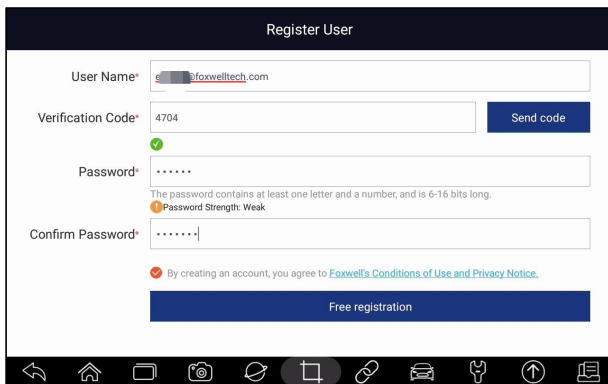 Register User
User Name*
@foxwelltech.com
Verification Code*
4704
Send code
Password*
······
The password contains at least one letter and a number, and is 6-16 bits long.
Password Strength: Weak
Confirm Password*
·······
By creating an account, you agree to Foxwell's Conditions of Use and Privacy Notice.
Free registration